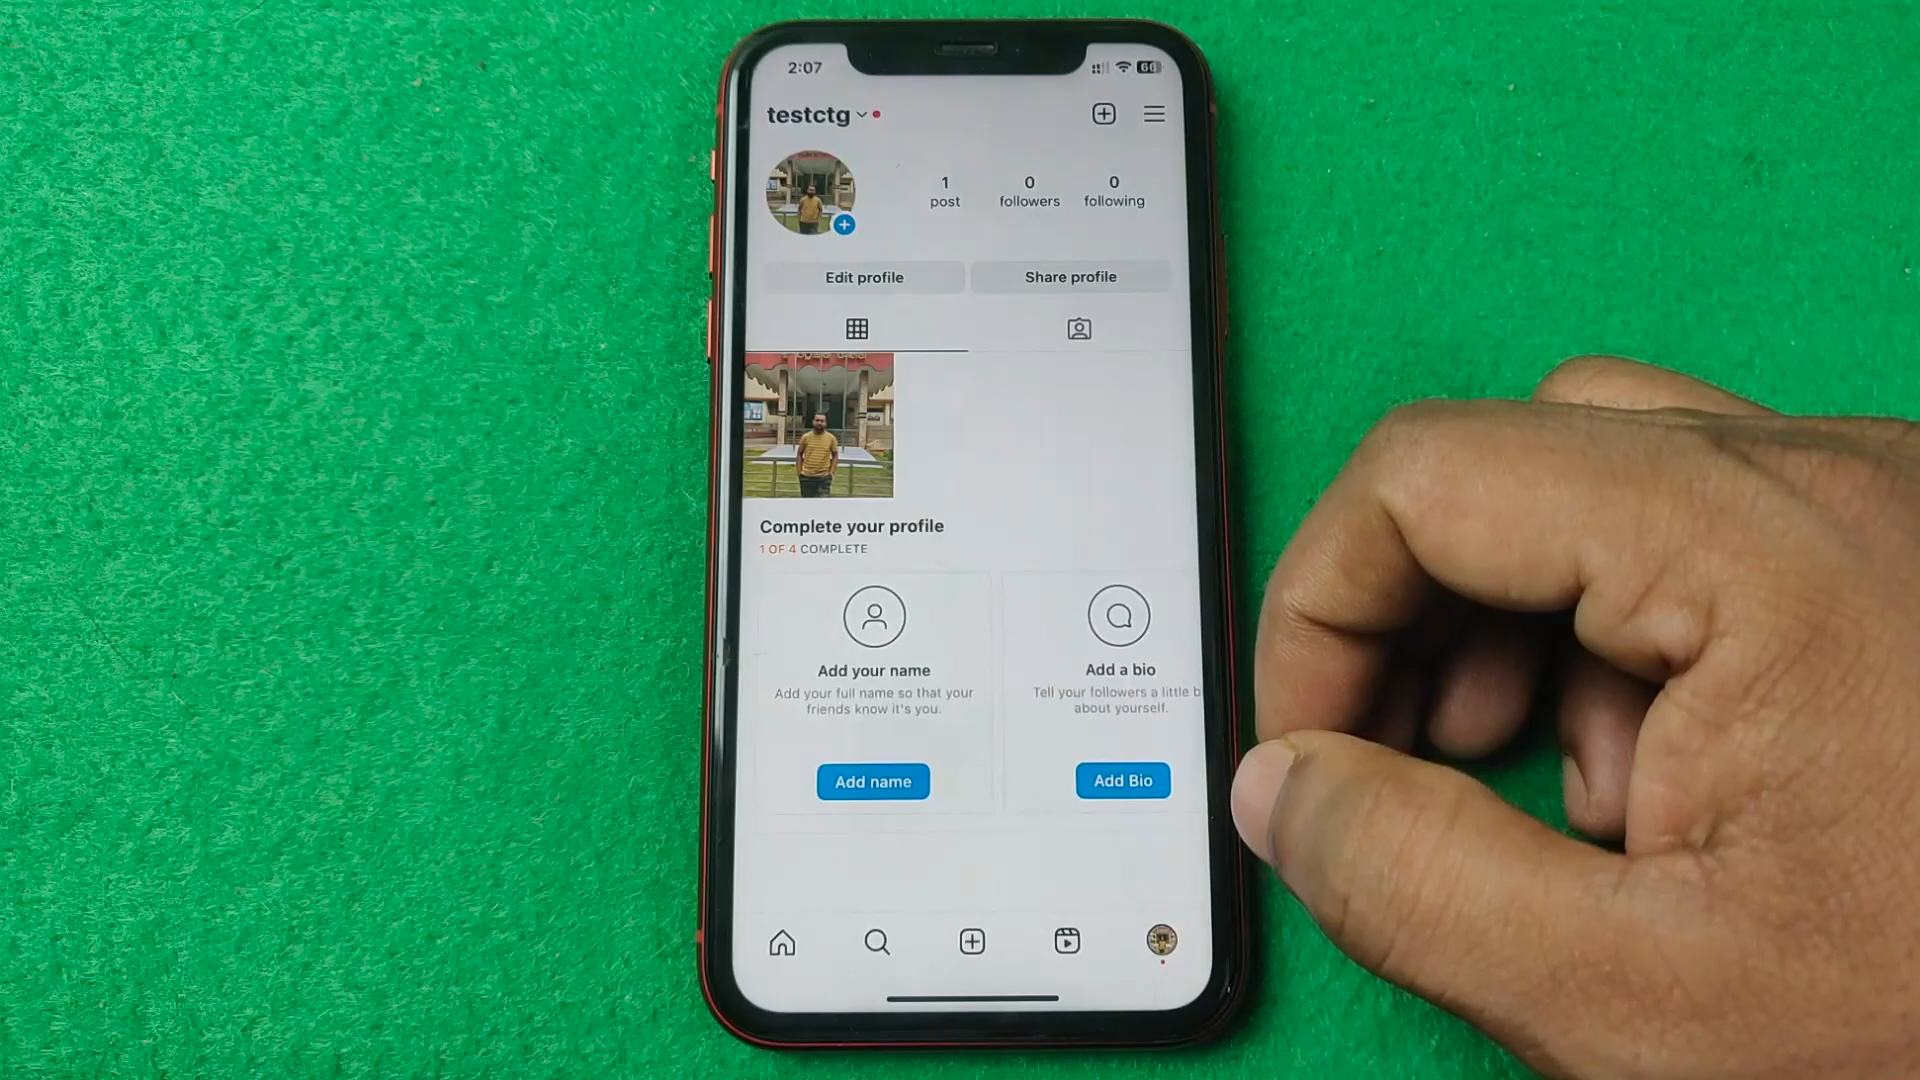 2:07
testctg
1
post
0
followers
0
following
Edit profile
Share profile
Complete your profile
1 OF 4 COMPLETE
Add your name
Add your full name so that your
friends know it's you.
Add name
Add a bio
Tell your followers a little b
about yourself.
Add Bio